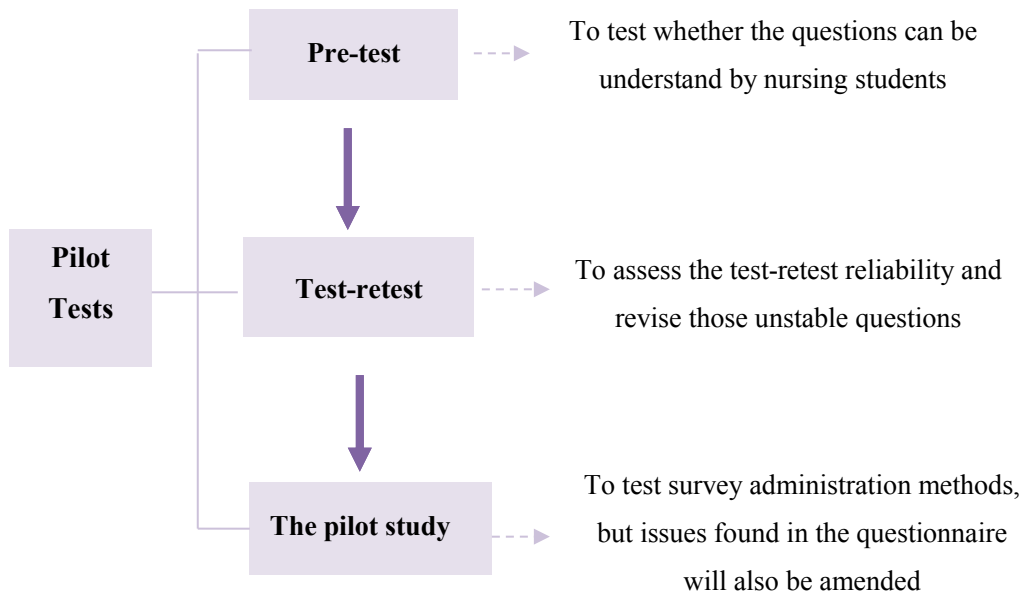 Pre-test
To test whether the questions can be
understand by nursing students
Pilot
Tests
Test-retest
To assess the test-retest reliability and
revise those unstable questions
The pilot study
To test survey administration methods,
but issues found in the questionnaire
will also be amended